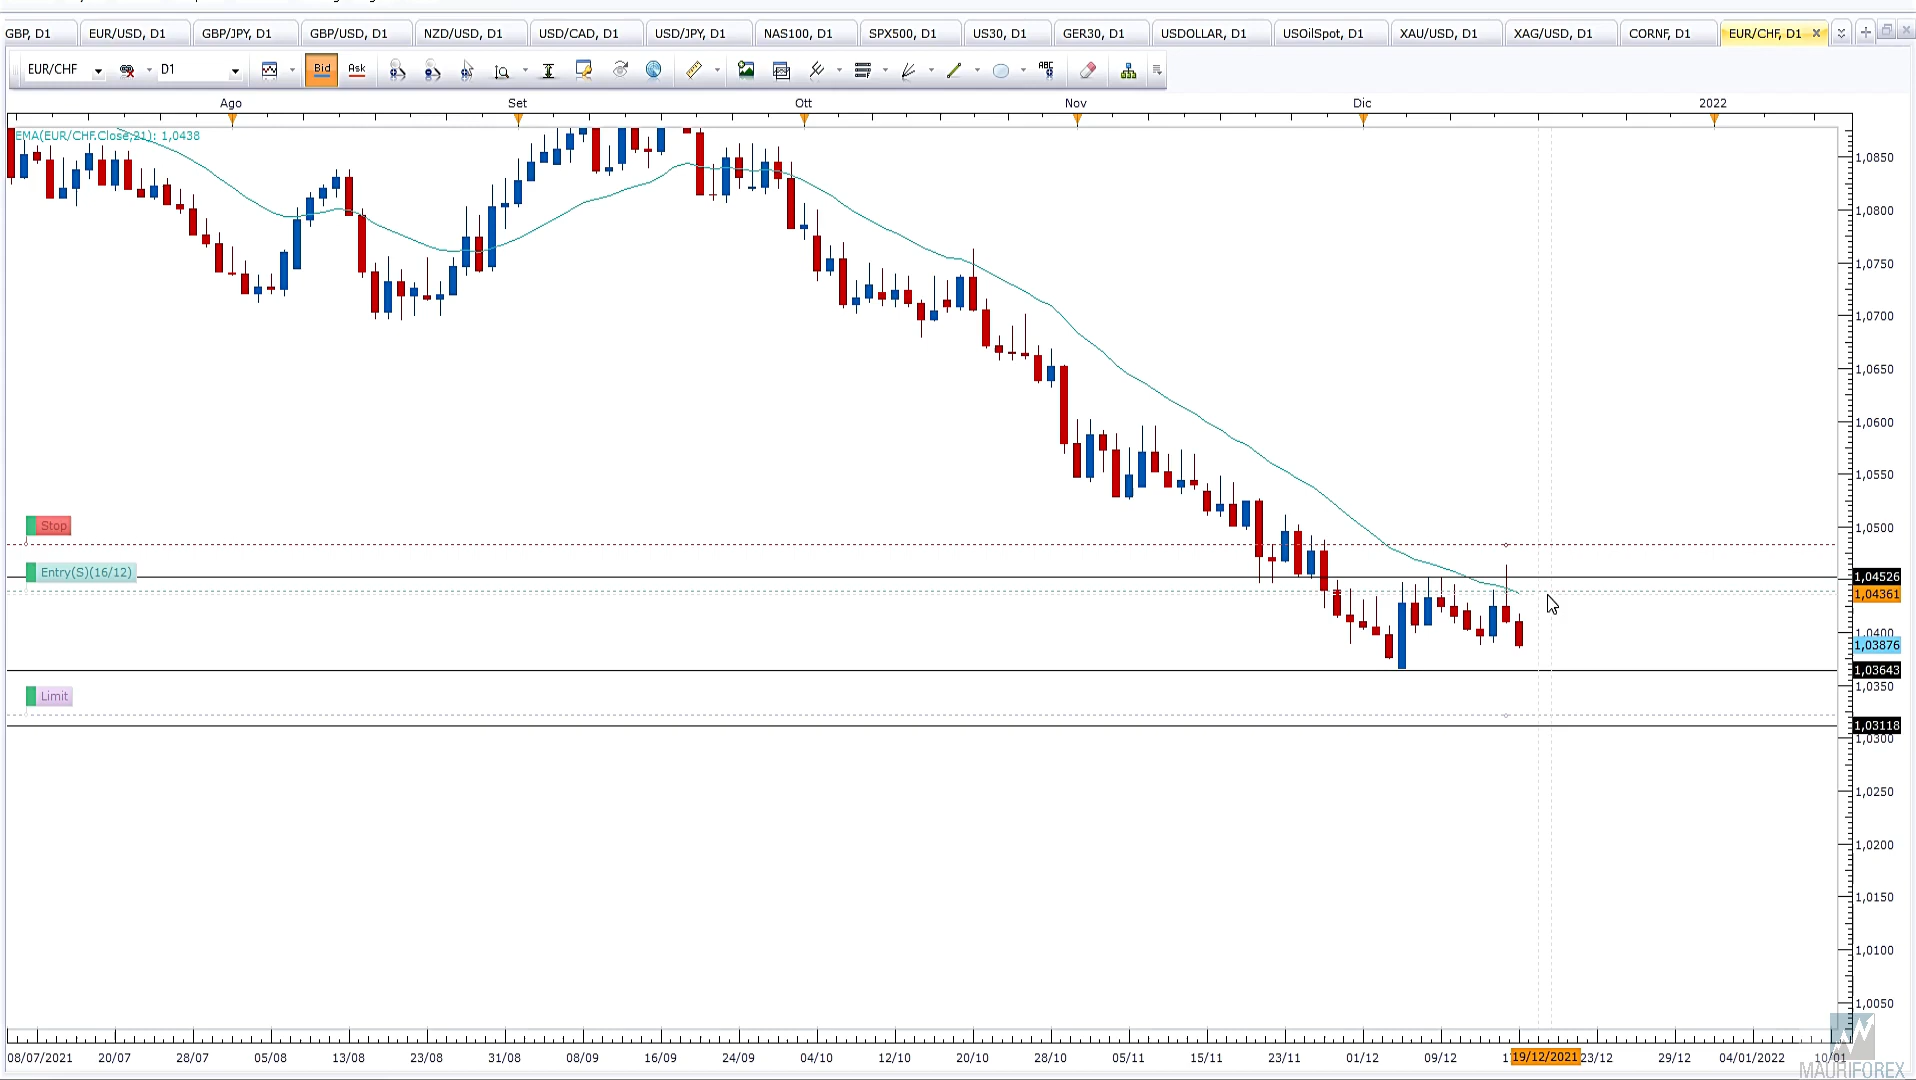 GBP, D1 EUR/USD, D1 GBP/JPY, D1 GBP/USD, D1 NZD/USD, D1 USD/CAD, D1 USD/JPY, D1 NAS100, D1 SPX500, D1 US30, D1 GER30, D1 USDOLLAR, D1 USOilSpot, D1 XAU/USD, D1 XAG/USD, D1 CORNF, D1 EUR/CHF, D1
EUR/CHF D1 Bid Ask ABC
Ago Set Ott Nov Dic 2022
EMA(EUR/CHF.Close,21): 1,0438
1,0850
1,0800
1,0750
1,0700
1,0650
1,0600
1,0550
Stop
1,0500
Entry(S)(16/12)
1,04526
1,04361
1,0400
1,03876
1,03643
1,0350
Limit
1,03118
1,0300
1,0250
1,0200
1,0150
1,0100
1,0050
08/07/2021 20/07 28/07 05/08 13/08 23/08 31/08 08/09 16/09 24/09 04/10 12/10 20/10 28/10 05/11 15/11 23/11 01/12 09/12 19/12/2021 23/12 29/12 04/01/2022 10/01
MAURIFOREX